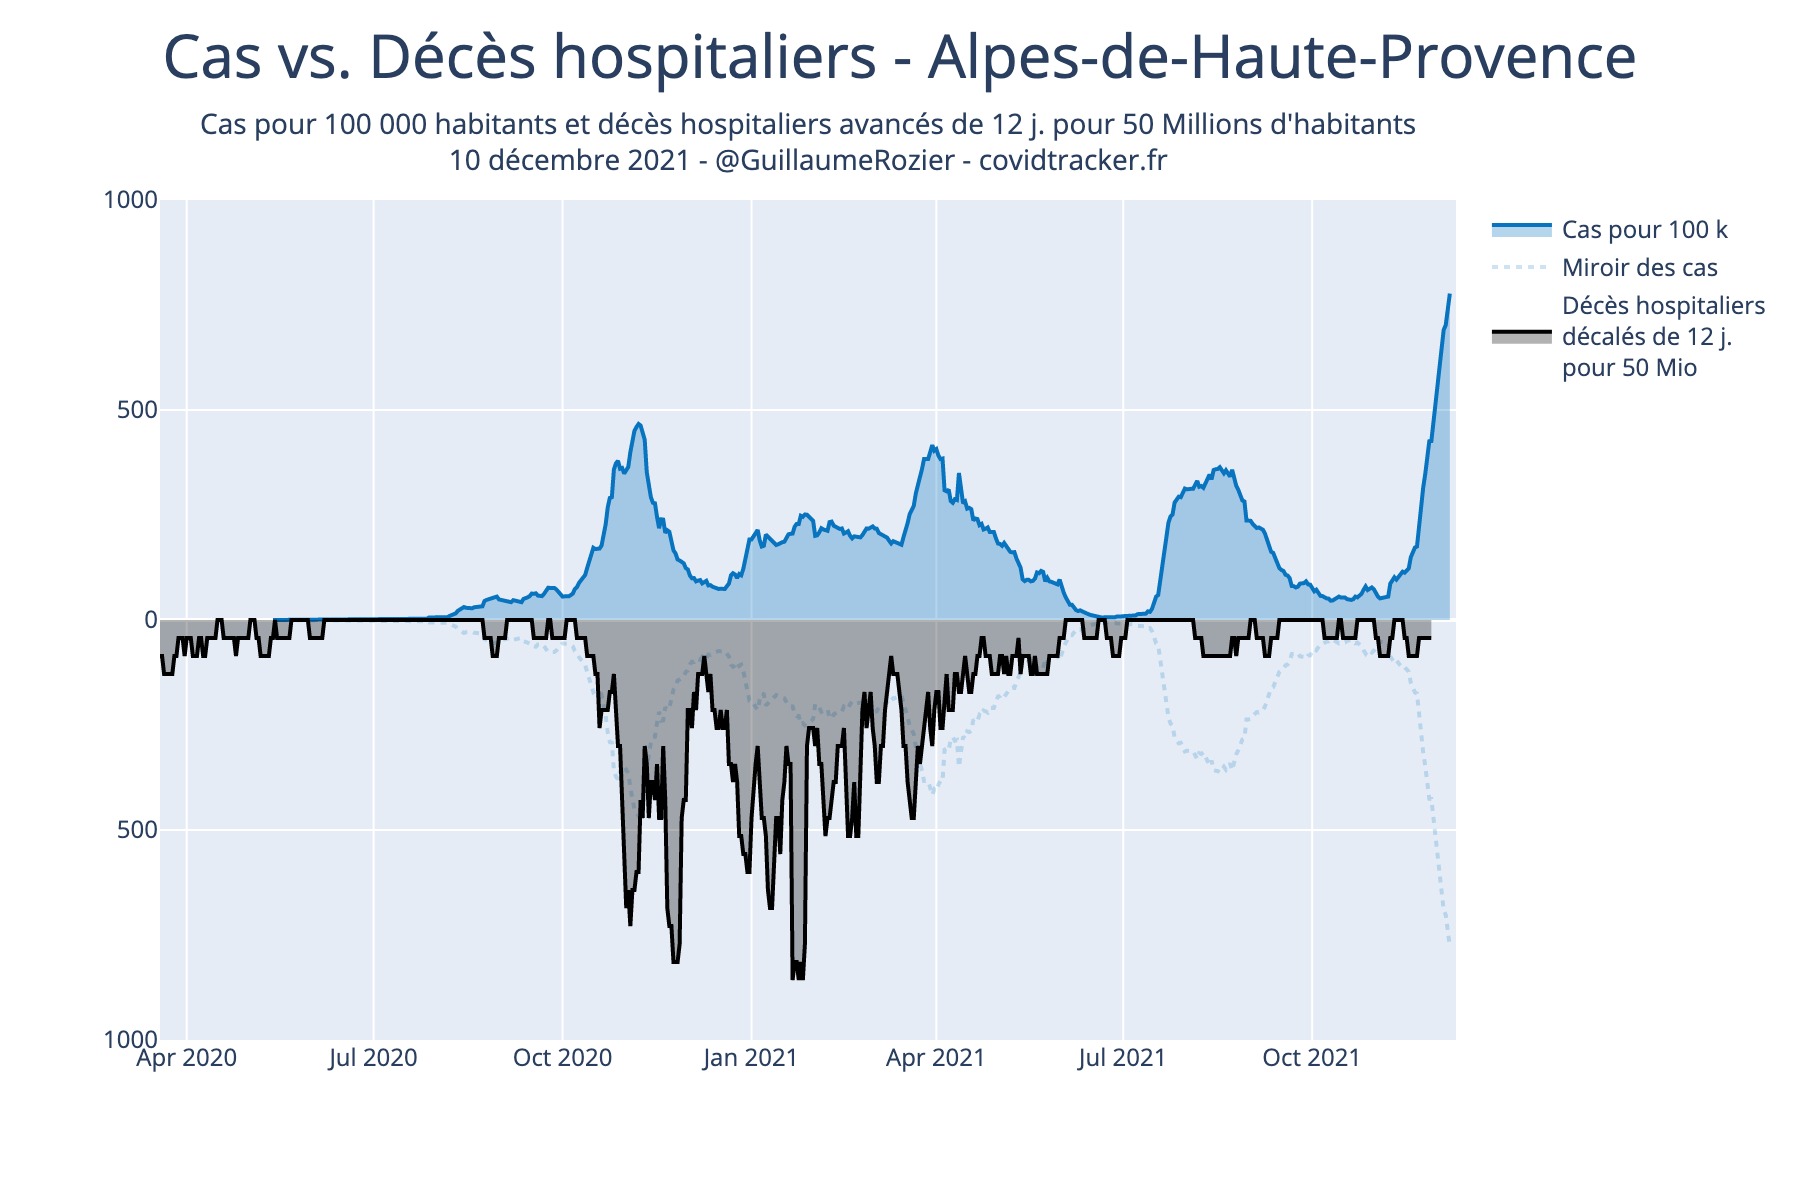 Cas vs. Décès hospitaliers - Alpes-de-Haute-Provence
Cas pour 100 000 habitants et décès hospitaliers avancés de 12 j. pour 50 Millions d'habitants
10 décembre 2021 - @GuillaumeRozier - covidtracker.fr
1000
500
0
500
1000
Apr 2020
Jul 2020
Oct 2020
Jan 2021
Apr 2021
Jul 2021
Oct 2021
Cas pour 100 k
Miroir des cas
Décès hospitaliers
décalés de 12 j.
pour 50 Mio